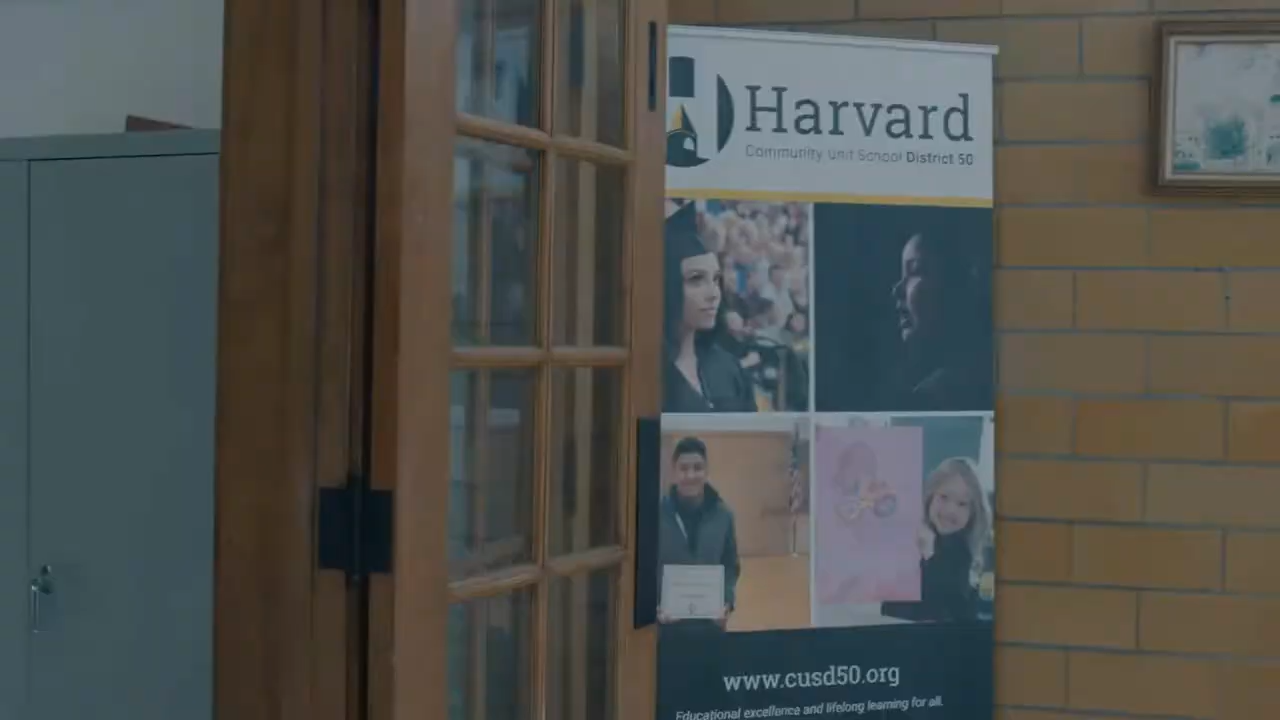 Harvard
Community Unit School District 50
www.cusd50.org
Educational excellence and lifelong learning for all.